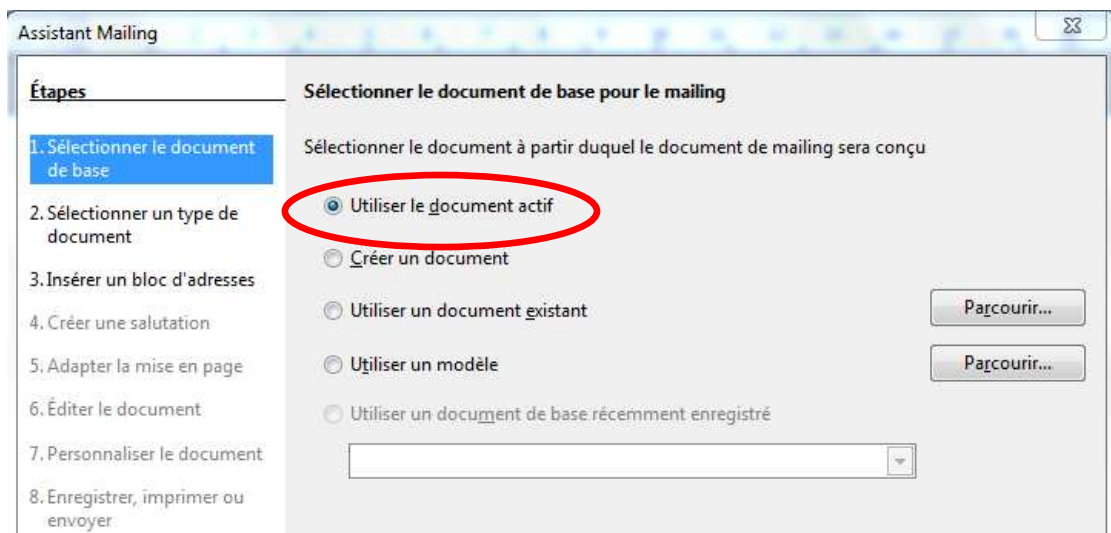 Assistant Mailing
Étapes
1. Sélectionner le document
de base
2. Sélectionner un type de
document
3. Insérer un bloc d'adresses
4. Créer une salutation
5. Adapter la mise en page
6. Éditer le document
7. Personnaliser le document
8. Enregistrer, imprimer ou
envoyer
Sélectionner le document de base pour le mailing
Sélectionner le document à partir duquel le document de mailing sera conçu
Utiliser le document actif
Créer un document
Utiliser un document existant
Parcourir...
Utiliser un modèle
Parcourir...
Utiliser un document de base récemment enregistré